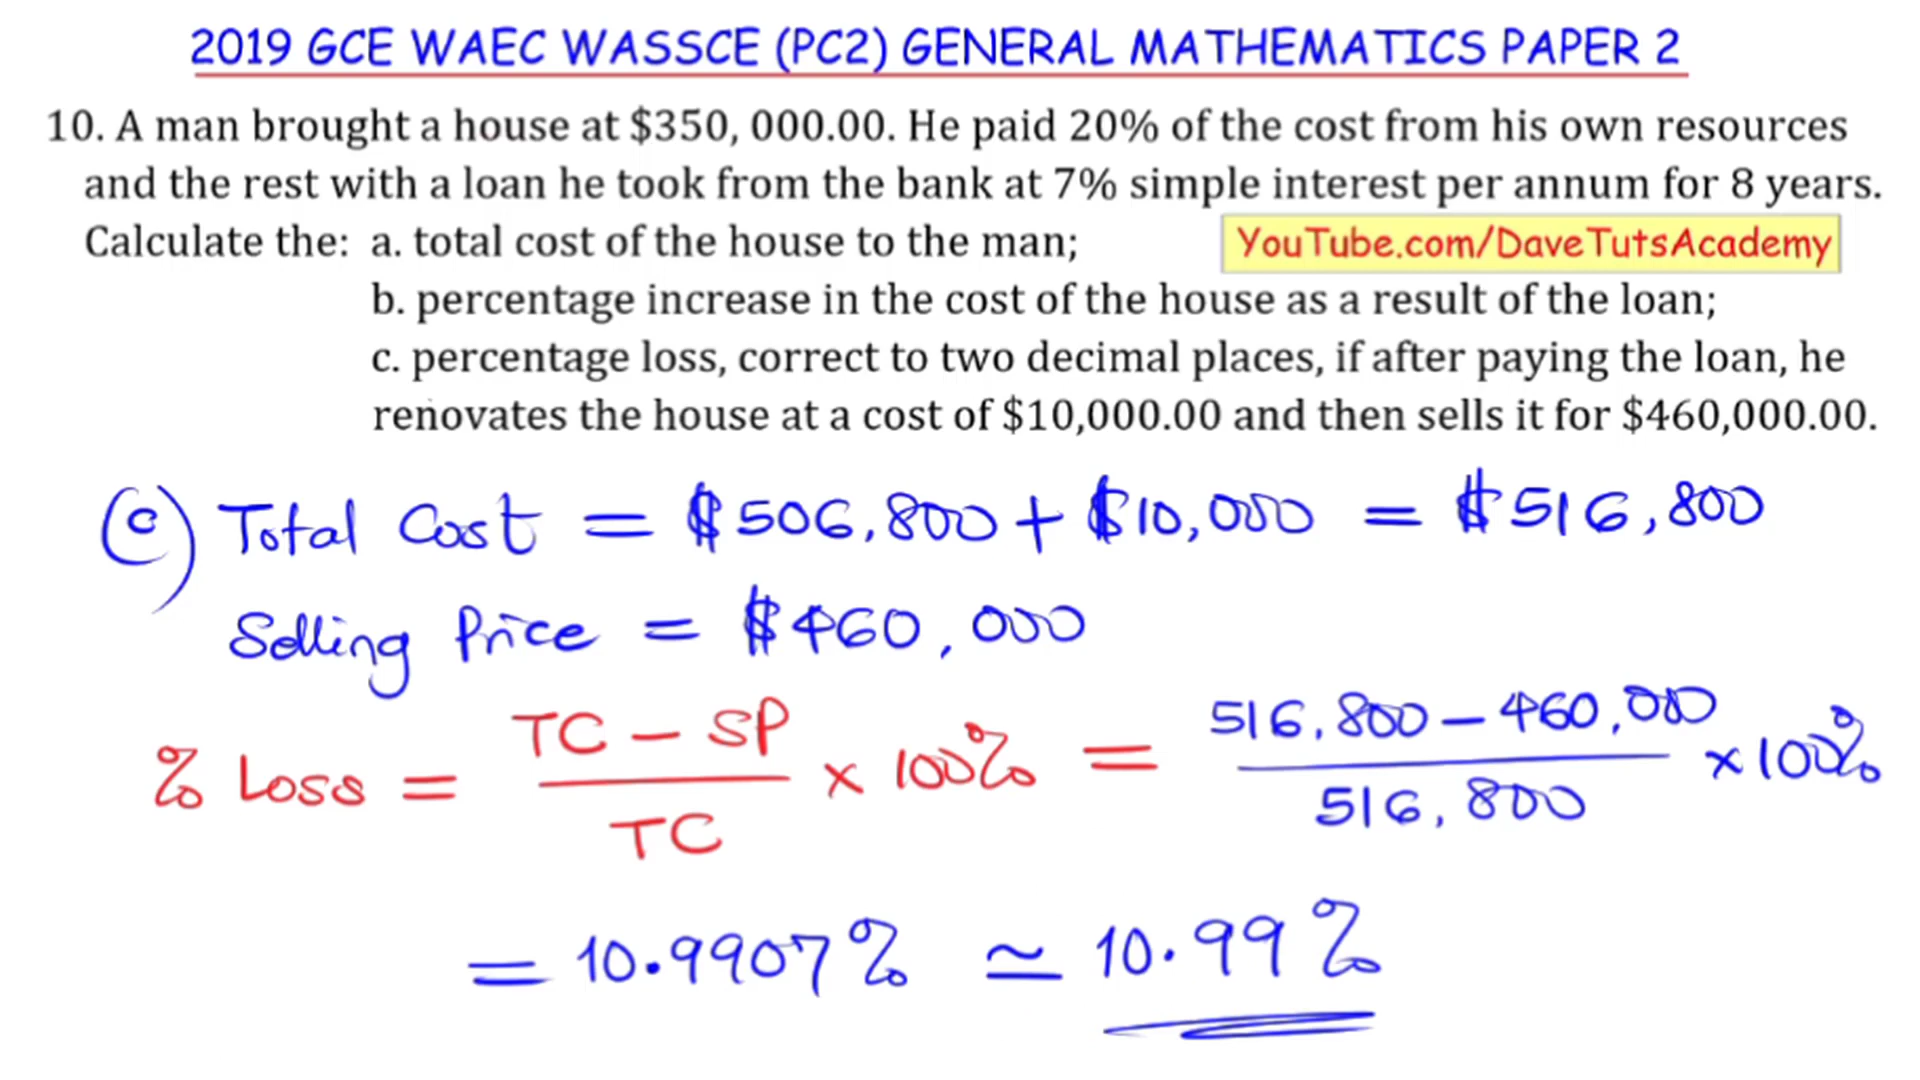 2019 GCE WAEC WASSCE (PC2) GENERAL MATHEMATICS PAPER 2
10. A man brought a house at $350, 000.00. He paid 20% of the cost from his own resources
and the rest with a loan he took from the bank at 7% simple interest per annum for 8 years.
Calculate the: a. total cost of the house to the man;
YouTube.com/DaveTutsAcademy
b. percentage increase in the cost of the house as a result of the loan;
c. percentage loss, correct to two decimal places, if after paying the loan, he
renovates the house at a cost of $10,000.00 and then sells it for $460,000.00.
(c) Total Cost = $506,800 + $10,000 = $516,800
Selling Price = $460,000
% Loss = TC - SP / TC x 100% = 516,800 - 460,000 / 516,800 x 100%
= 10.9907% ≃ 10.99%